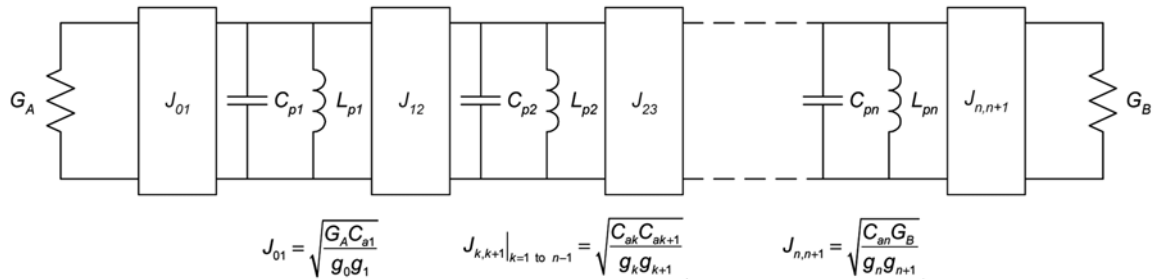 G_A J_01 C_p1 L_p1 J_12 C_p2 L_p2 J_23 C_pn L_pn J_n,n+1 G_B
J_01 = √(G_A C_a1 / g_0 g_1) J_k,k+1|_k=1 to n−1 = √(C_ak C_ak+1 / g_k g_k+1) J_n,n+1 = √(C_an G_B / g_n g_n+1)